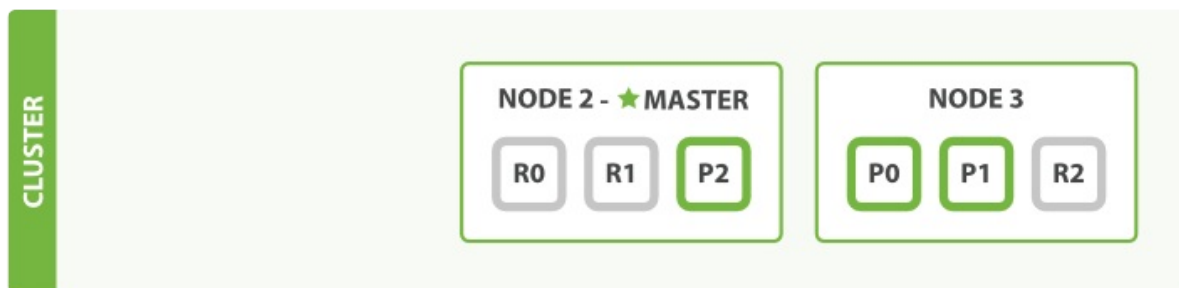 CLUSTER
NODE 2 - ★ MASTER
R0 R1 P2
NODE 3
P0 P1 R2